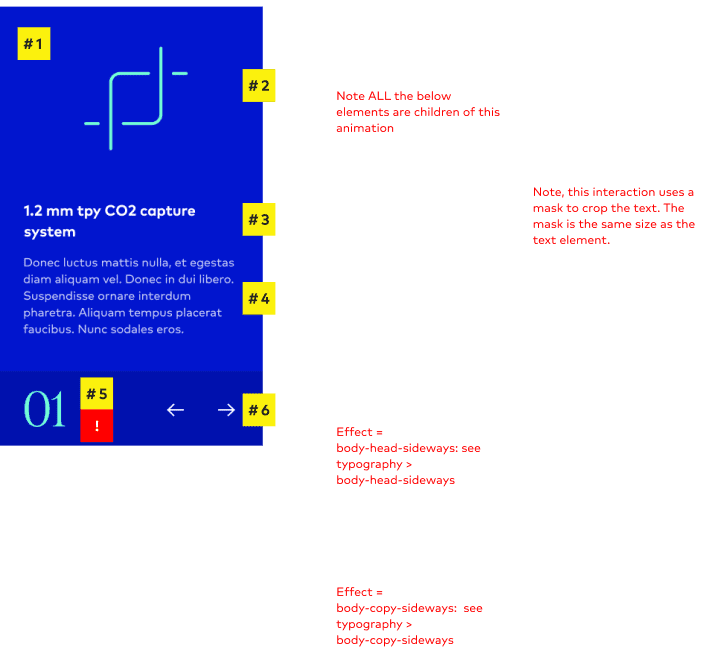 #1
#2
1.2 mm tpy CO2 capture
system
#3
Donec luctus mattis nulla, et egestas
diam aliquam vel. Donec in dui libero.
Suspendisse ornare interdum
pharetra. Aliquam tempus placerat
faucibus. Nunc sodales eros.
#4
01
#5
!
#6
Note ALL the below
elements are children of this
animation
Note, this interaction uses a
mask to crop the text. The
mask is the same size as the
text element.
Effect =
body-head-sideways: see
typography >
body-head-sideways
Effect =
body-copy-sideways:  see
typography >
body-copy-sideways